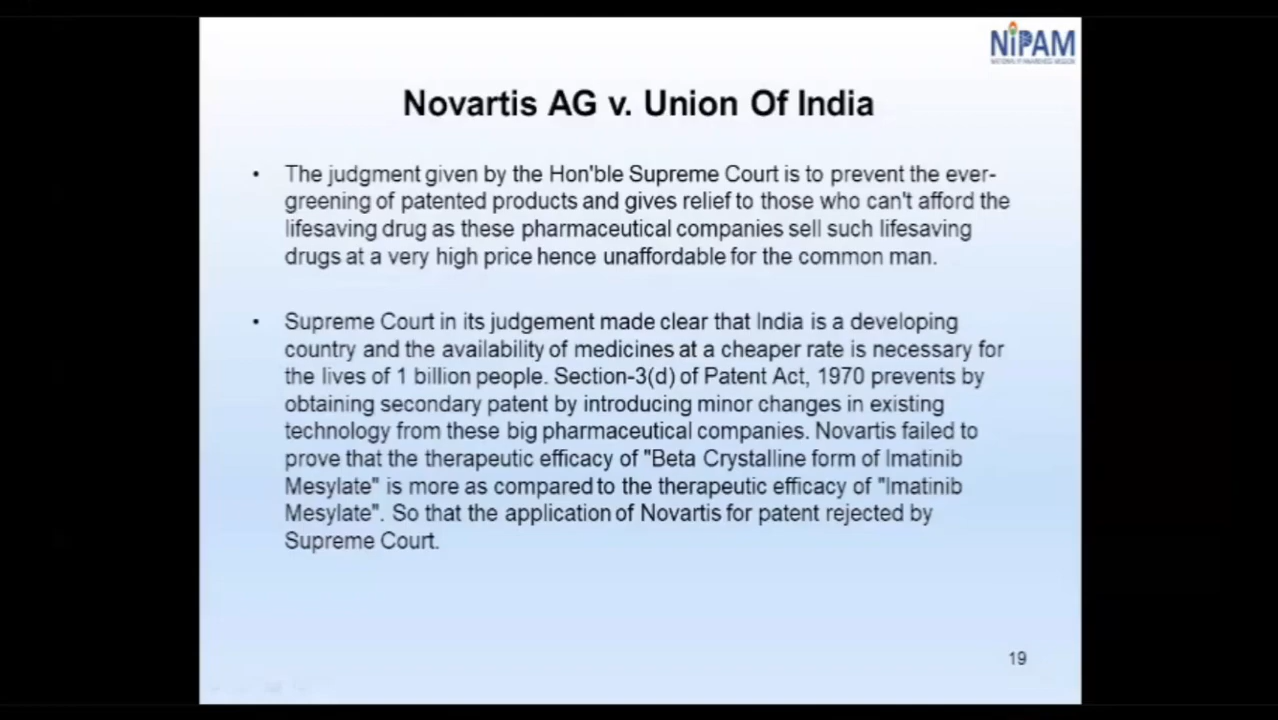 NiPAM
Novartis AG v. Union Of India
• The judgment given by the Hon'ble Supreme Court is to prevent the ever-
greening of patented products and gives relief to those who can't afford the
lifesaving drug as these pharmaceutical companies sell such lifesaving
drugs at a very high price hence unaffordable for the common man.
• Supreme Court in its judgement made clear that India is a developing
country and the availability of medicines at a cheaper rate is necessary for
the lives of 1 billion people. Section-3(d) of Patent Act, 1970 prevents by
obtaining secondary patent by introducing minor changes in existing
technology from these big pharmaceutical companies. Novartis failed to
prove that the therapeutic efficacy of "Beta Crystalline form of Imatinib
Mesylate" is more as compared to the therapeutic efficacy of "Imatinib
Mesylate". So that the application of Novartis for patent rejected by
Supreme Court.
19